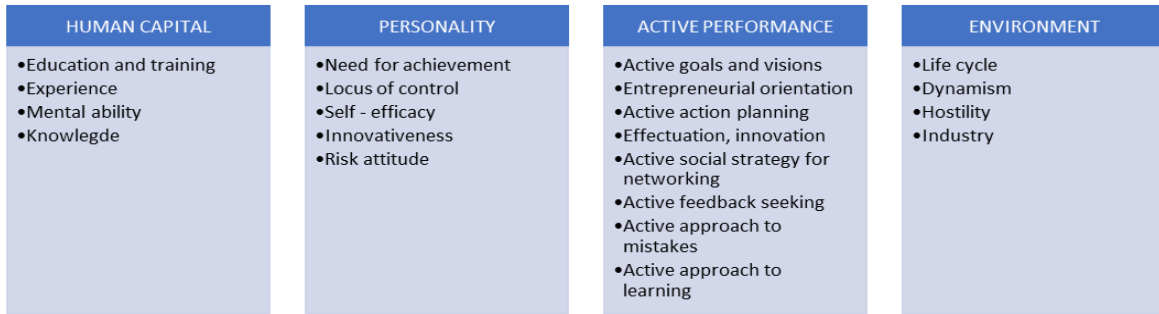 HUMAN CAPITAL
•Education and training
•Experience
•Mental ability
•Knowlegde
PERSONALITY
•Need for achievement
•Locus of control
•Self - efficacy
•Innovativeness
•Risk attitude
ACTIVE PERFORMANCE
•Active goals and visions
•Entrepreneurial orientation
•Active action planning
•Effectuation, innovation
•Active social strategy for
networking
•Active feedback seeking
•Active approach to
mistakes
•Active approach to
learning
ENVIRONMENT
•Life cycle
•Dynamism
•Hostility
•Industry